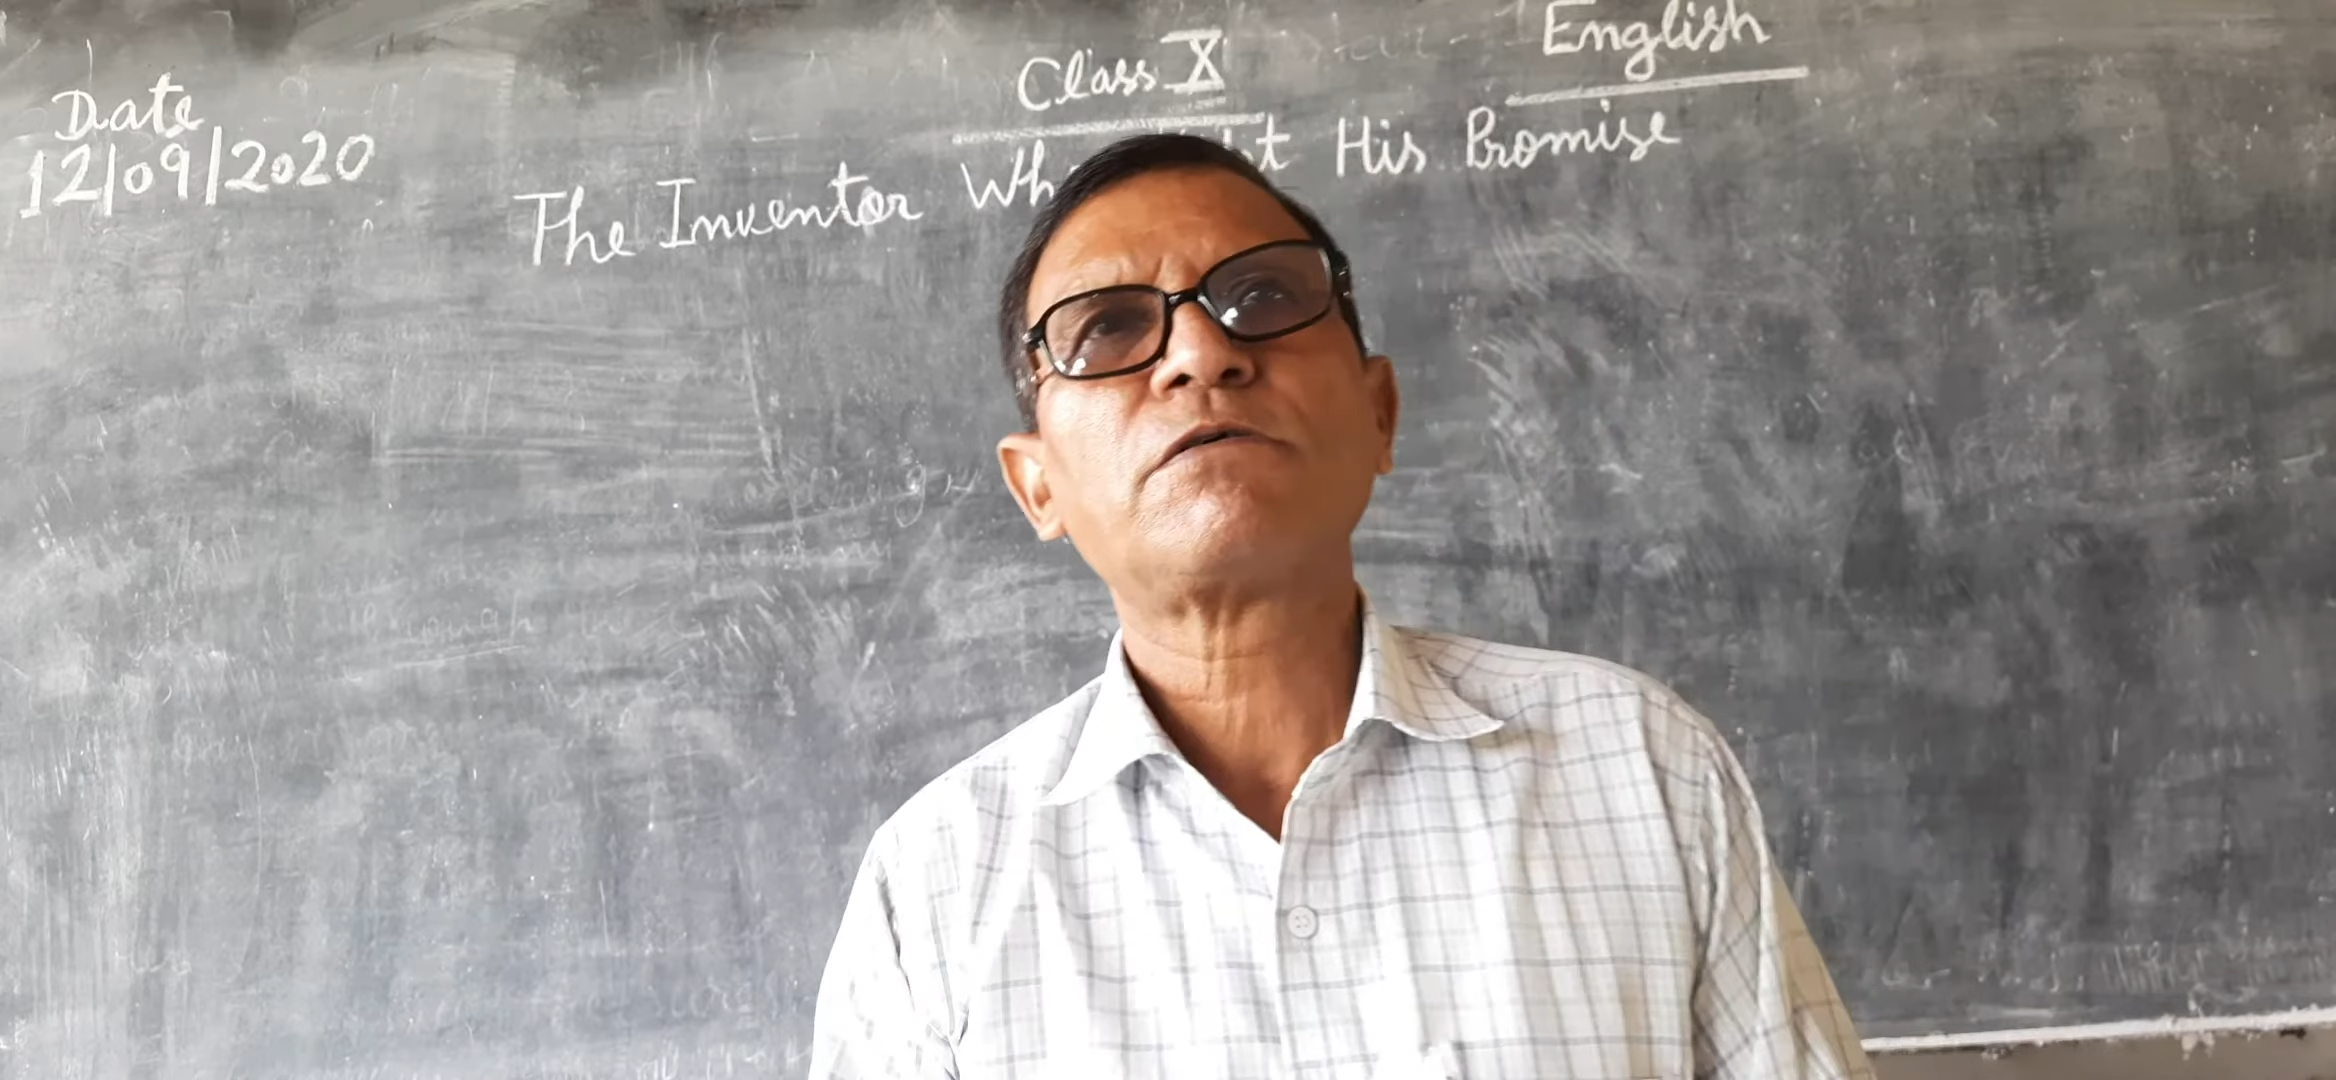 English
Class X
Date
12/09/2020
The Inventor His Promise